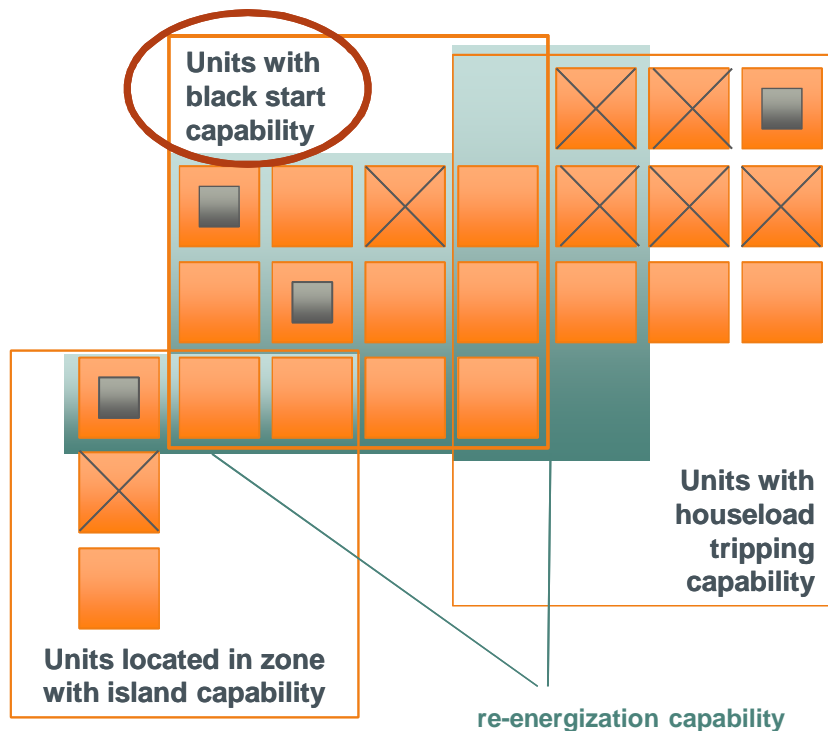 Units with
black start
capability
Units with
houseload
tripping
capability
Units located in zone
with island capability
re-energization capability